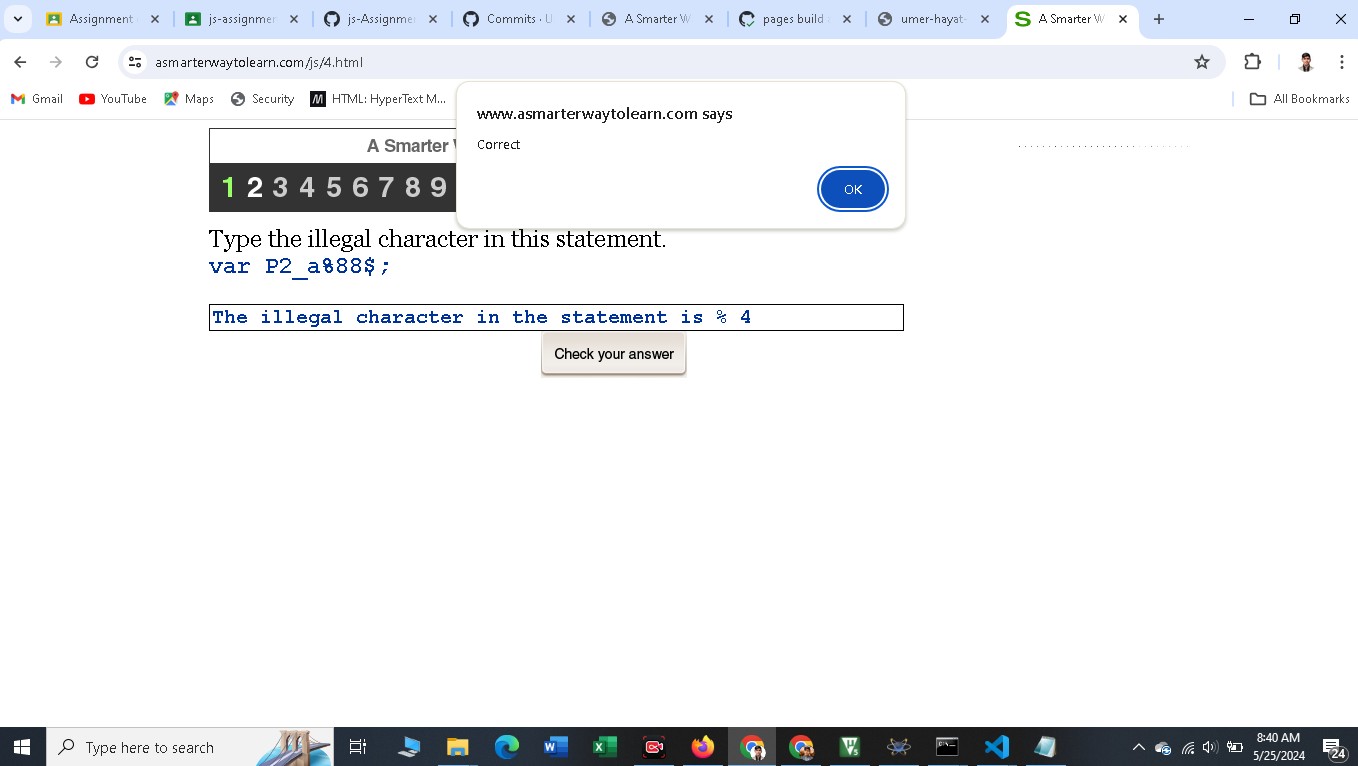 Assignment
js-assignmer
js-Assignme
Commits · U
A Smarter W
pages build
umer-hayat-
A Smarter W
asmarterwaytolearn.com/js/4.html
Gmail
YouTube
Maps
Security
HTML: HyperText M...
All Bookmarks
www.asmarterwaytolearn.com says
Correct
OK
A Smarter
1 2 3 4 5 6 7 8 9
Type the illegal character in this statement.
var P2_a%88$;
The illegal character in the statement is % 4
Check your answer
Type here to search
8:40 AM
5/25/2024
24